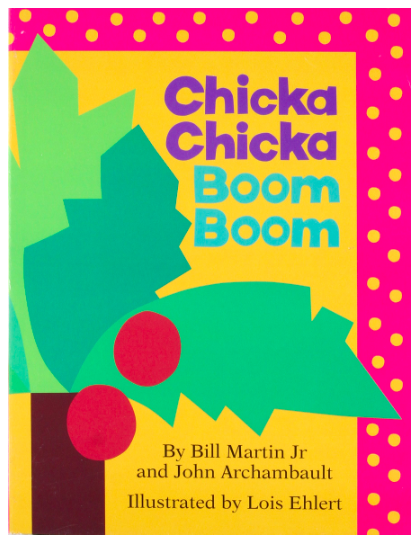 Chicka
Chicka
Boom
Boom
By Bill Martin Jr
and John Archambault
Illustrated by Lois Ehlert